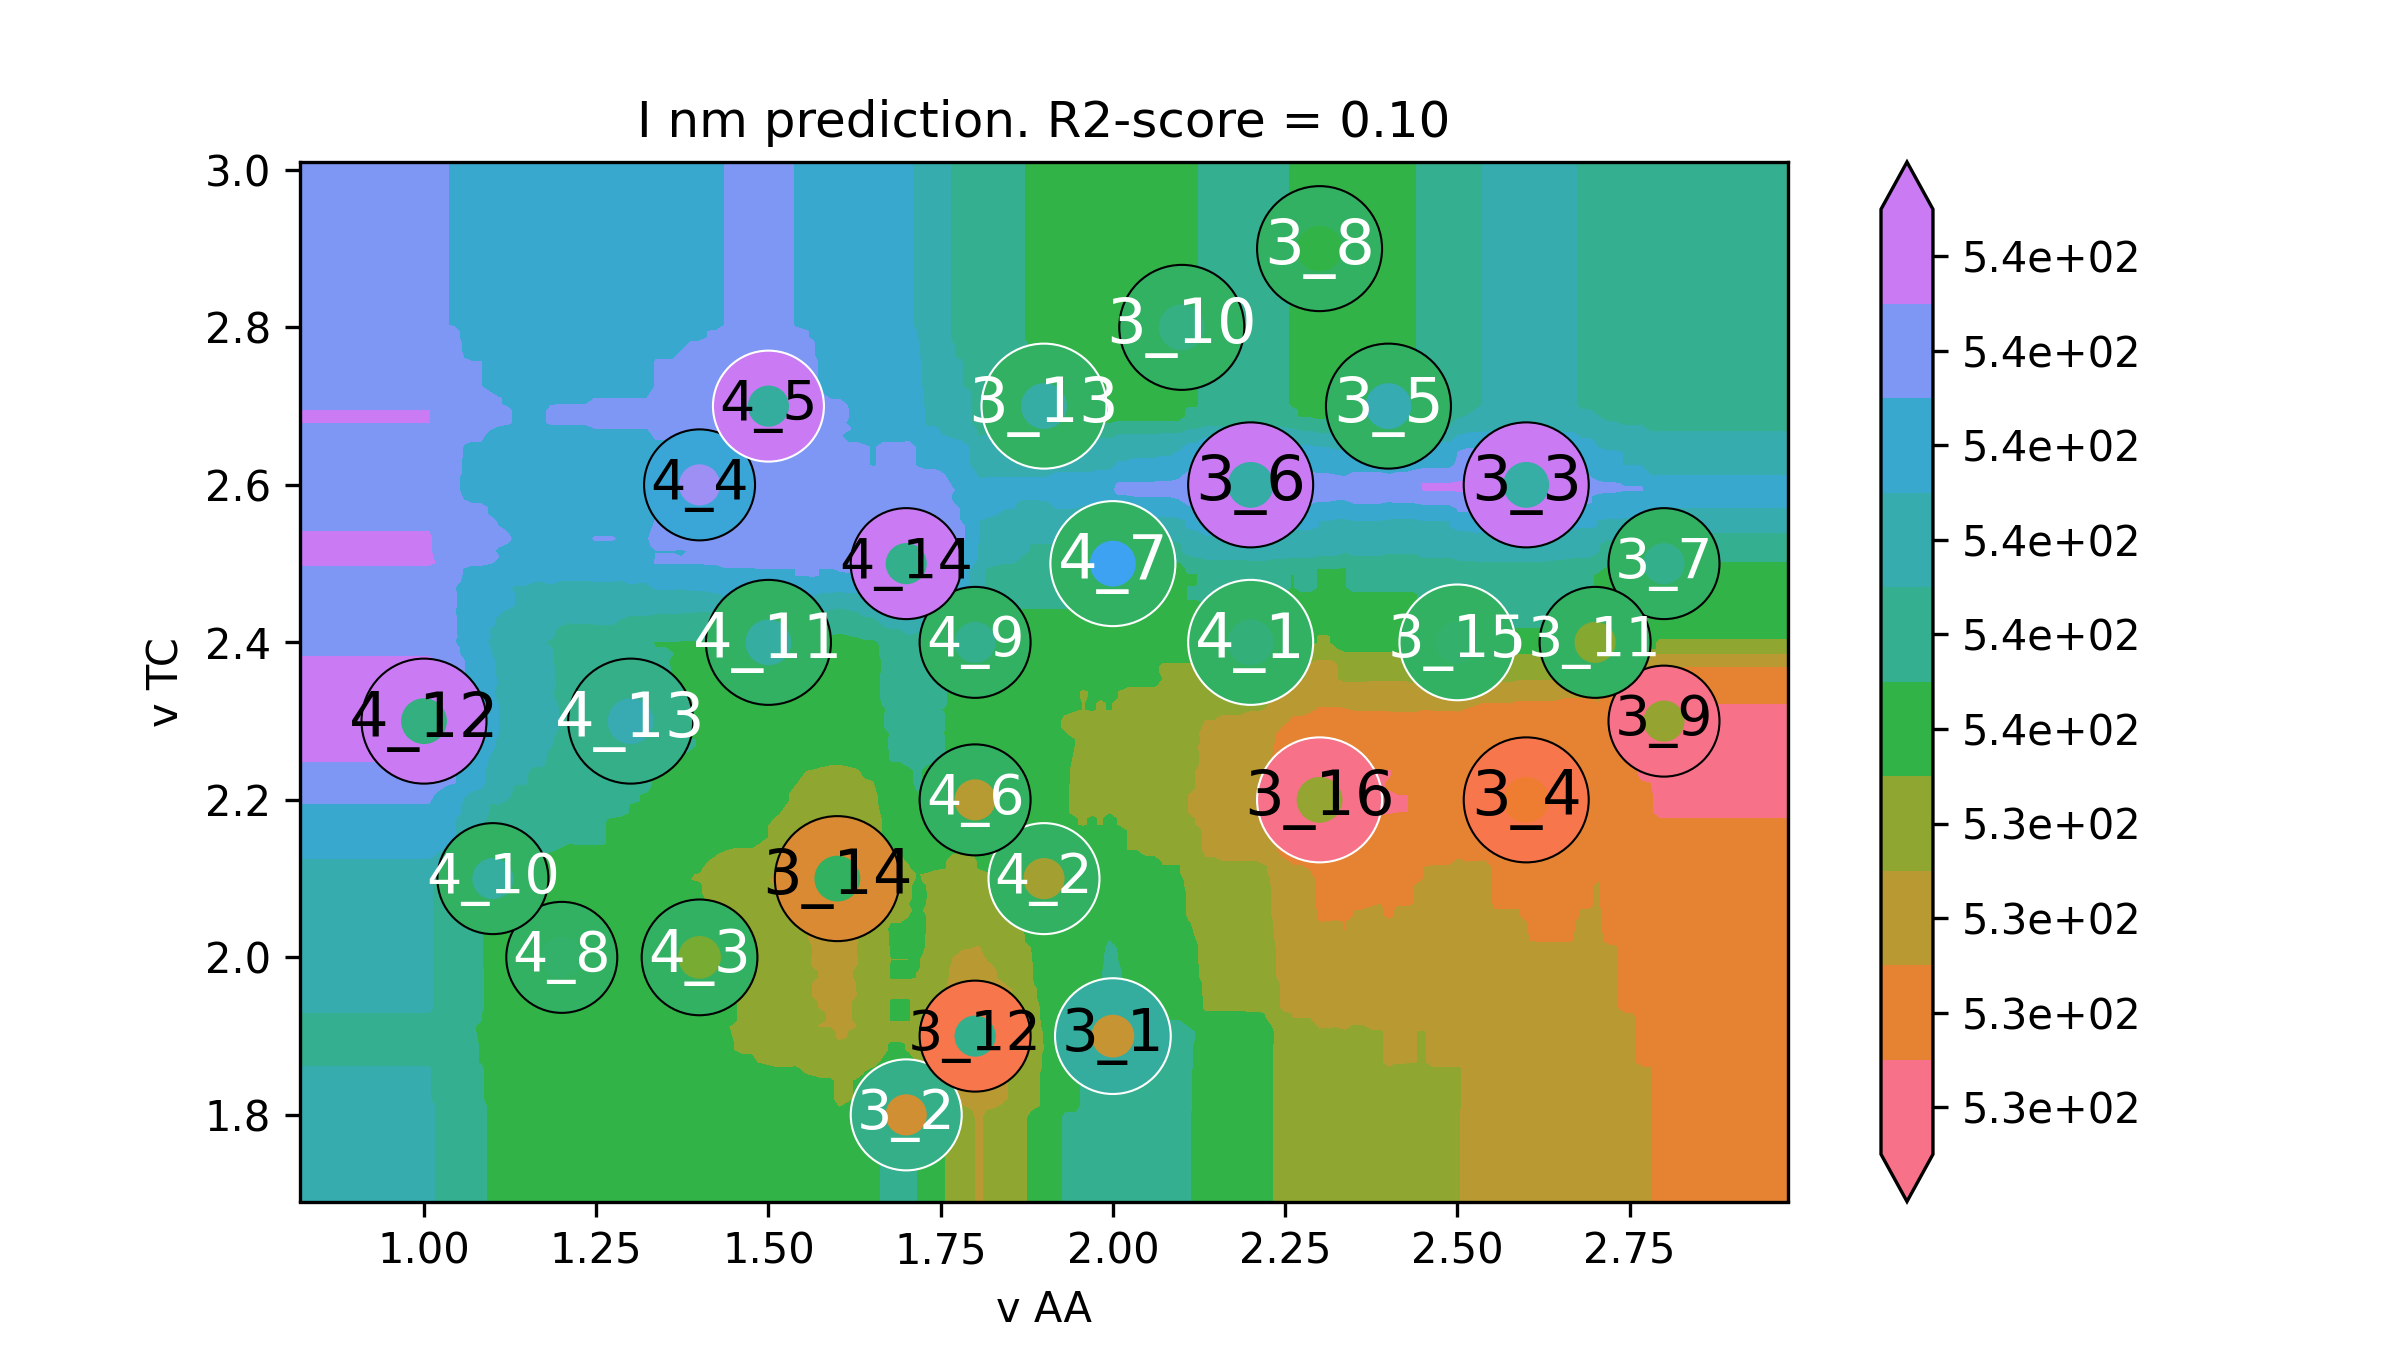 l nm prediction. R2-score = 0.10
3.0
2.8
2.6
2.4
2.2
2.0
1.8
v TC
3_8
3_10
4_5
3_13
3_5
4_4
3_6
3_3
4_14
4_7
3_7
4_11
4_9
4_1
3_15
3_11
4_12
4_13
3_9
4_6
3_16
3_4
4_10
3_14
4_2
4_8
4_3
3_12
3_1
3_2
1.00 1.25 1.50 1.75 2.00 2.25 2.50 2.75
v AA
5.4e+02
5.4e+02
5.4e+02
5.4e+02
5.4e+02
5.4e+02
5.3e+02
5.3e+02
5.3e+02
5.3e+02